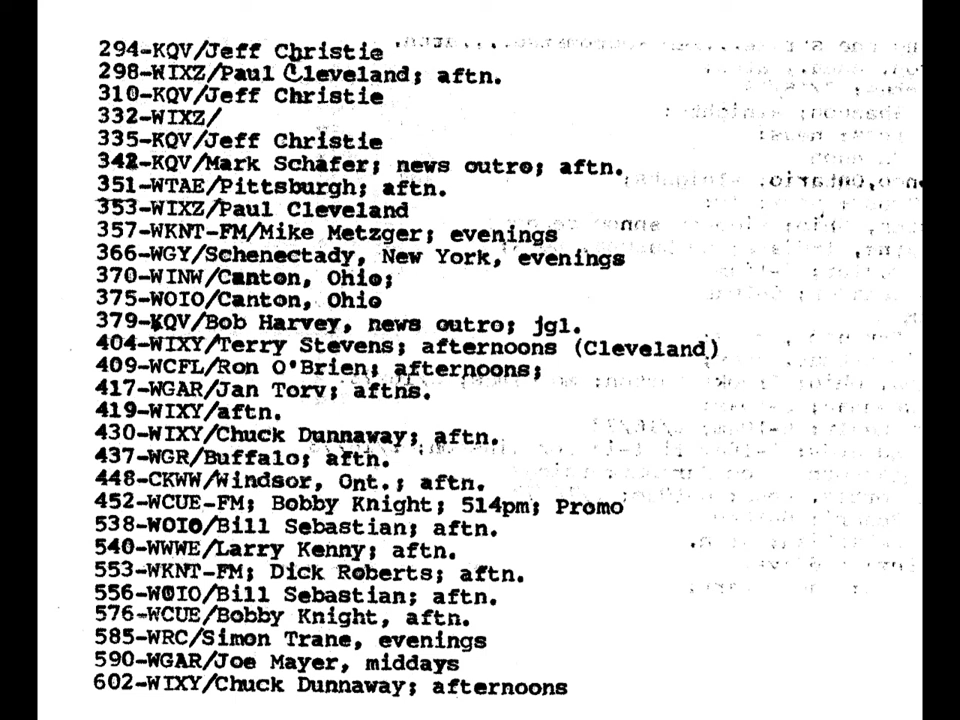 294-KQV/Jeff Christie
298-WIXZ/Paul Cleveland; aftn.
310-KQV/Jeff Christie
332-WIXZ/
335-KQV/Jeff Christie
342-KQV/Mark Schafer; news outro; aftn.
351-WTAE/Pittsburgh; aftn.
353-WIXZ/Paul Cleveland
357-WKNT-FM/Mike Metzger; evenings
366-WGY/Schenectady, New York, evenings
370-WINW/Canton, Ohio;
375-WOIO/Canton, Ohio
379-KQV/Bob Harvey, news outro; jgl.
404-WIXY/Terry Stevens; afternoons (Cleveland)
409-WCFL/Ron O'Brien; afternoons;
417-WGAR/Jan Torv; aftns.
419-WIXY/aftn.
430-WIXY/Chuck Dunnaway; aftn.
437-WGR/Buffalo; aftn.
448-CKWW/Windsor, Ont.; aftn.
452-WCUE-FM; Bobby Knight; 514pm; Promo
538-WOIO/Bill Sebastian; aftn.
540-WWWE/Larry Kenny; aftn.
553-WKNT-FM; Dick Roberts; aftn.
556-WOIO/Bill Sebastian; aftn.
576-WCUE/Bobby Knight, aftn.
585-WRC/Simon Trane, evenings
590-WGAR/Joe Mayer, middays
602-WIXY/Chuck Dunnaway; afternoons